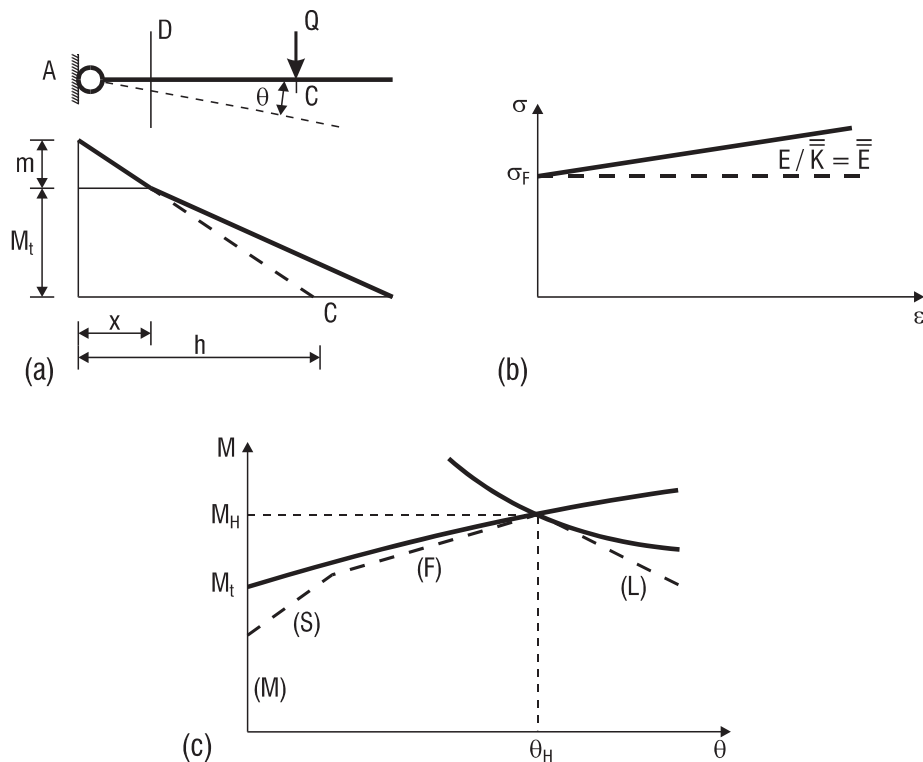 A
D
Q
C
θ
m
M_t
C
x
h
(a)
σ
σ_F
E / K̿ = E̿
ε
(b)
M
M_H
M_t
(F)
(S)
(L)
(M)
θ_H
θ
(c)